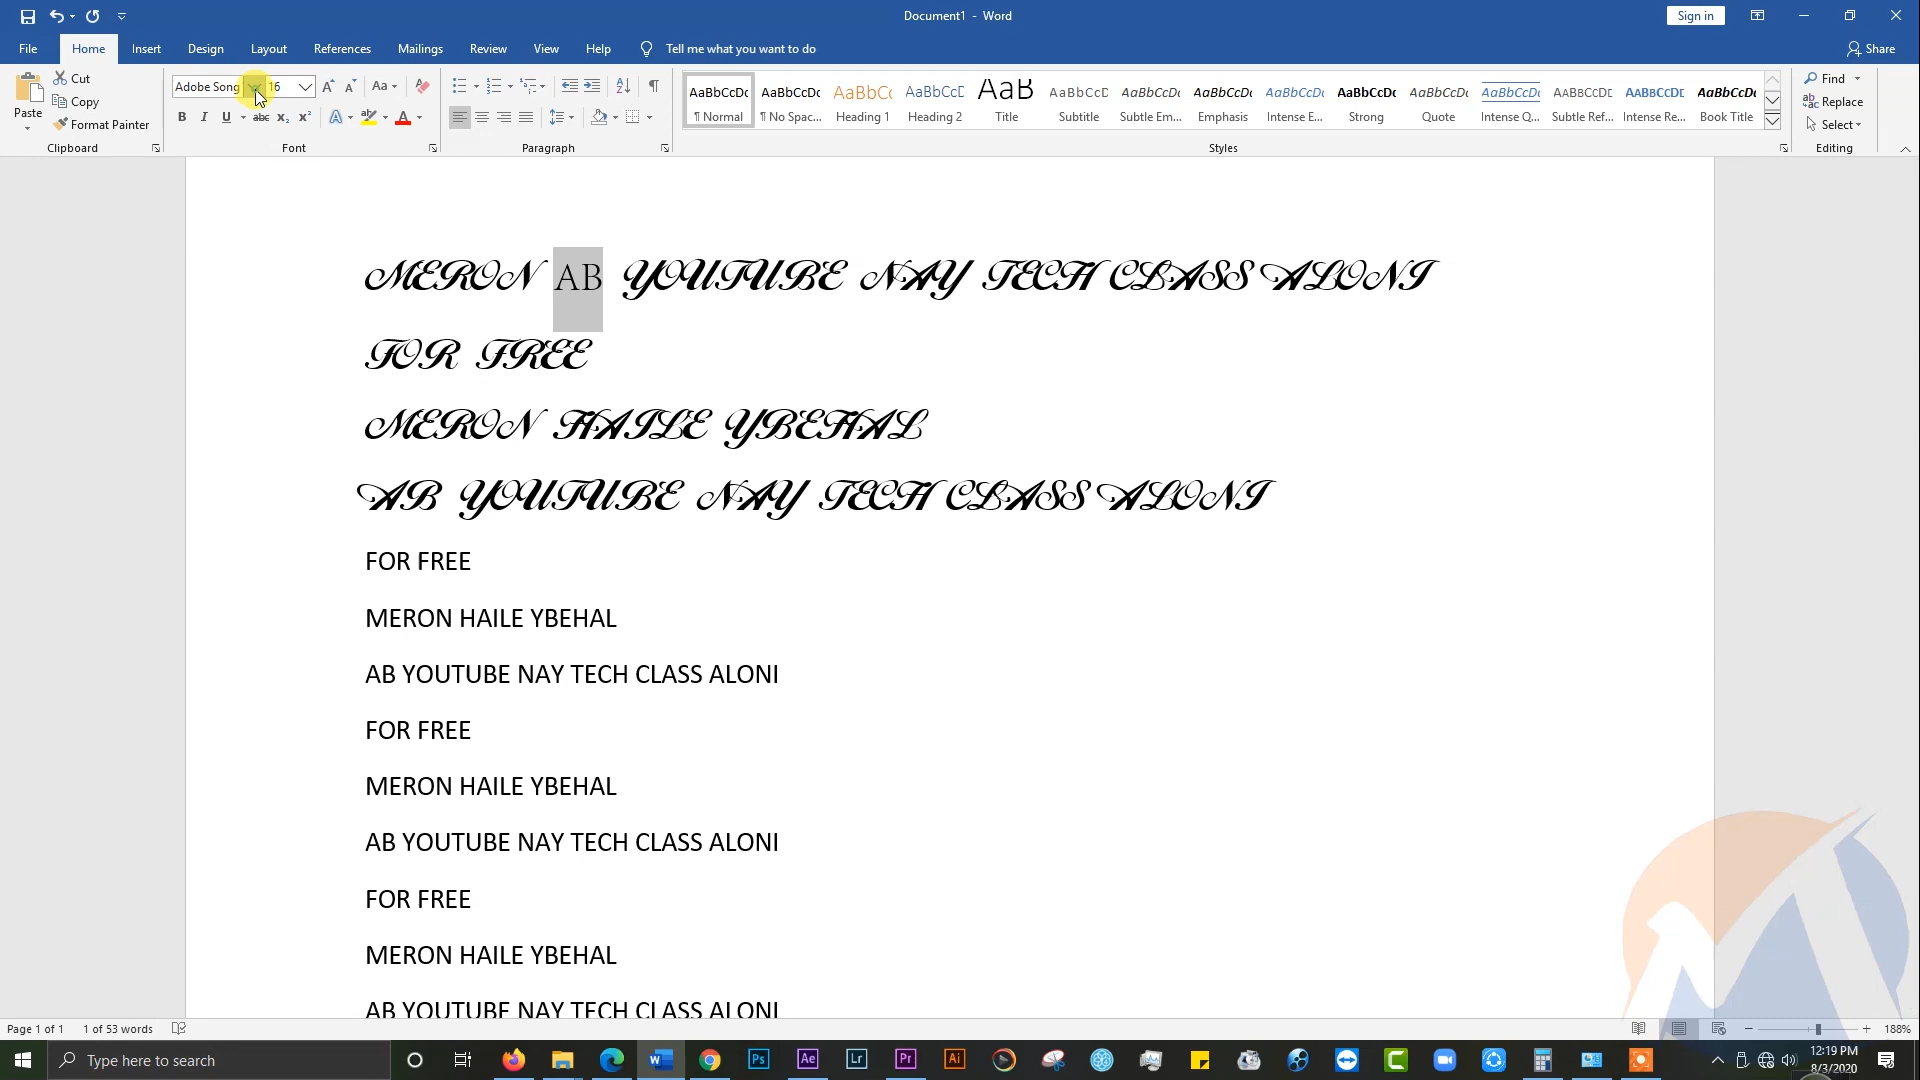 Document1 - Word
Sign in
File Home Insert Design Layout References Mailings Review View Help Tell me what you want to do Share
Paste
Cut
Copy
Format Painter
Clipboard
Adobe Song 16
Font
Paragraph
AaBbCcDc AaBbCcDc AaBbCc AaBbCcD AaB AaBbCcD AaBbCcDc AaBbCcDc AaBbCcDc AaBbCcDc AaBbCcDc AaBbCcDc AaBbCcDc AaBbCcDc AaBbCcDc
¶ Normal ¶ No Spac... Heading 1 Heading 2 Title Subtitle Subtle Em... Emphasis Intense E... Strong Quote Intense Q... Subtle Ref... Intense Re... Book Title
Styles
Find
Replace
Select
Editing
MERON AB YOUTUBE NAY TECH CLASS ALONI
FOR FREE
MERON HAILE YBEHAL
AB YOUTUBE NAY TECH CLASS ALONI
FOR FREE
MERON HAILE YBEHAL
AB YOUTUBE NAY TECH CLASS ALONI
FOR FREE
MERON HAILE YBEHAL
AB YOUTUBE NAY TECH CLASS ALONI
FOR FREE
MERON HAILE YBEHAL
AB YOUTUBE NAY TECH CLASS ALONI
Page 1 of 1 1 of 53 words
188%
Type here to search
12:19 PM
8/3/2020